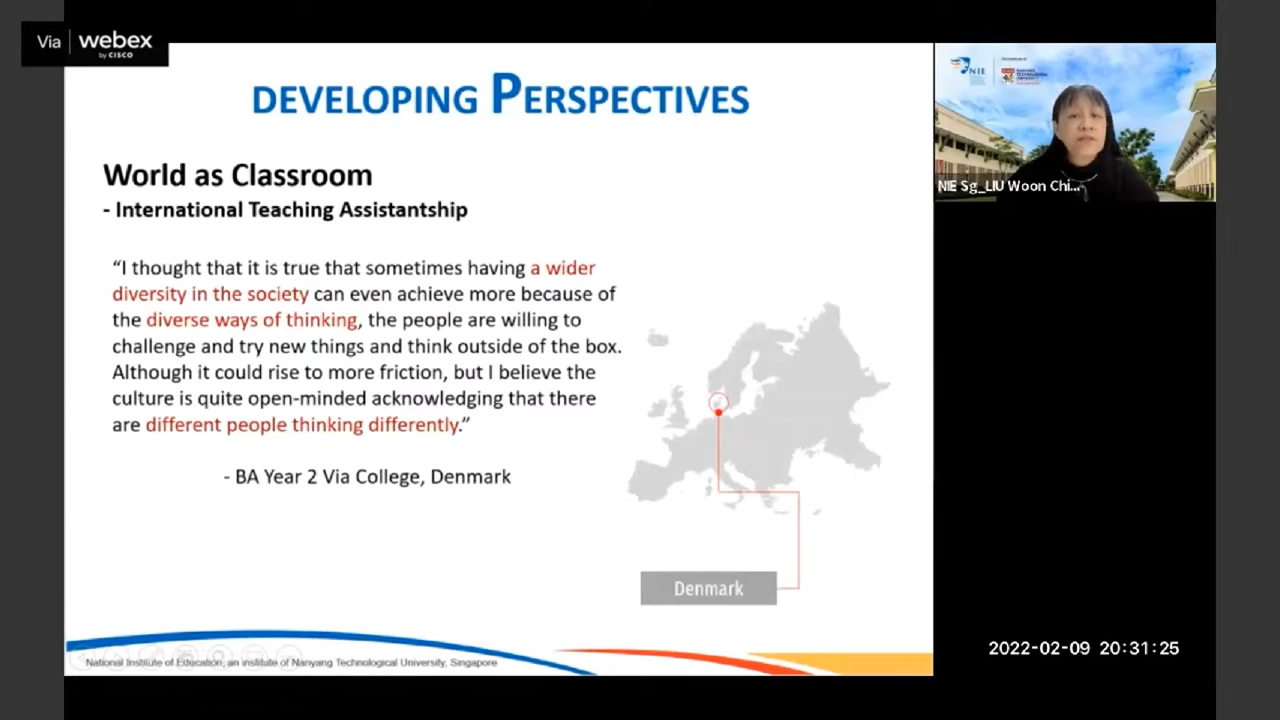 Via webex
by CISCO
DEVELOPING PERSPECTIVES
World as Classroom
- International Teaching Assistantship
“I thought that it is true that sometimes having a wider
diversity in the society can even achieve more because of
the diverse ways of thinking, the people are willing to
challenge and try new things and think outside of the box.
Although it could rise to more friction, but I believe the
culture is quite open-minded acknowledging that there
are different people thinking differently.”
- BA Year 2 Via College, Denmark
Denmark
National Institute of Education, an institute of Nanyang Technological University, Singapore
NIE
NANYANG
TECHNOLOGICAL
UNIVERSITY
NIE Sg_LIU Woon Chi...
2022-02-09 20:31:25